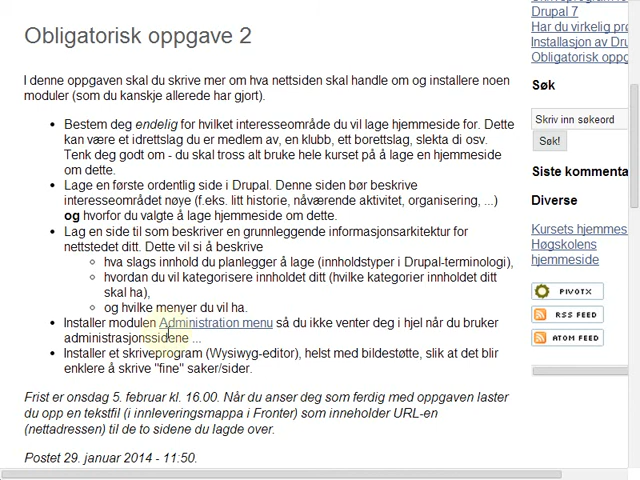 Obligatorisk oppgave 2
I denne oppgaven skal du skrive mer om hva nettsiden skal handle om og installere noen
moduler (som du kanskje allerede har gjort).
Bestem deg endelig for hvilket interesseområde du vil lage hjemmeside for. Dette
kan være et idrettslag du er medlem av, en klubb, ett borettslag, slekta di osv.
Tenk deg godt om - du skal tross alt bruke hele kurset på å lage en hjemmeside
om dette.
Lage en første ordentlig side i Drupal. Denne siden bør beskrive
interesseområdet nøye (f.eks. litt historie, nåværende aktivitet, organisering, ...)
og hvorfor du valgte å lage hjemmeside om dette.
Lag en side til som beskriver en grunnleggende informasjonsarkitektur for
nettstedet ditt. Dette vil si å beskrive
hva slags innhold du planlegger å lage (innholdstyper i Drupal-terminologi),
hvordan du vil kategorisere innholdet ditt (hvilke kategorier innholdet ditt
skal ha),
og hvilke menyer du vil ha.
Installer modulen Administration menu så du ikke venter deg i hjel når du bruker
administrasjonssidene ...
Installer et skriveprogram (Wysiwyg-editor), helst med bildestøtte, slik at det blir
enklere å skrive "fine" saker/sider.
Frist er onsdag 5. februar kl. 16.00. Når du anser deg som ferdig med oppgaven laster
du opp en tekstfil (i innleveringsmappa i Fronter) som inneholder URL-en
(nettadressen) til de to sidene du lagde over.
Postet 29. januar 2014 - 11:50.
Drupal 7
Har du virkelig
Installasjon av
Obligatorisk
Søk
Skriv inn søkeord
Søk!
Siste
Diverse
Kursets
Høgskolens
hjemmeside
PIVOTX
RSS FEED
ATOM FEED